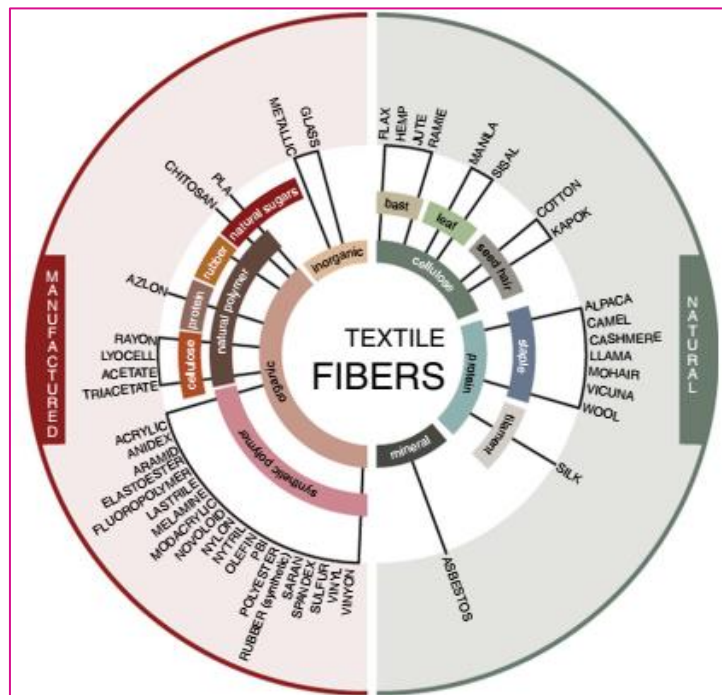 TEXTILE
FIBERS
MANUFACTURED
inorganic
METALLIC
GLASS
organic
natural polymer
natural sugars
CHITOSAN
PLA
rubber
protein
AZLON
cellulose
RAYON
LYOCELL
ACETATE
TRIACETATE
synthetic polymer
ACRYLIC
ANIDEX
ARAMID
ELASTOESTER
FLUOROPOLYMER
LASTRILE
MELAMINE
MODACRYLIC
NOVOLOID
NYLON
NYTRIL
OLEFIN
PBI
POLYESTER
RUBBER (synthetic)
SARAN
SPANDEX
SULFUR
VINYL
VINYON
NATURAL
cellulose
bast
FLAX
HEMP
JUTE
RAMIE
leaf
MANILA
SISAL
seed hair
COTTON
KAPOK
protein
staple
ALPACA
CAMEL
CASHMERE
LLAMA
MOHAIR
VICUNA
WOOL
filament
SILK
mineral
ASBESTOS